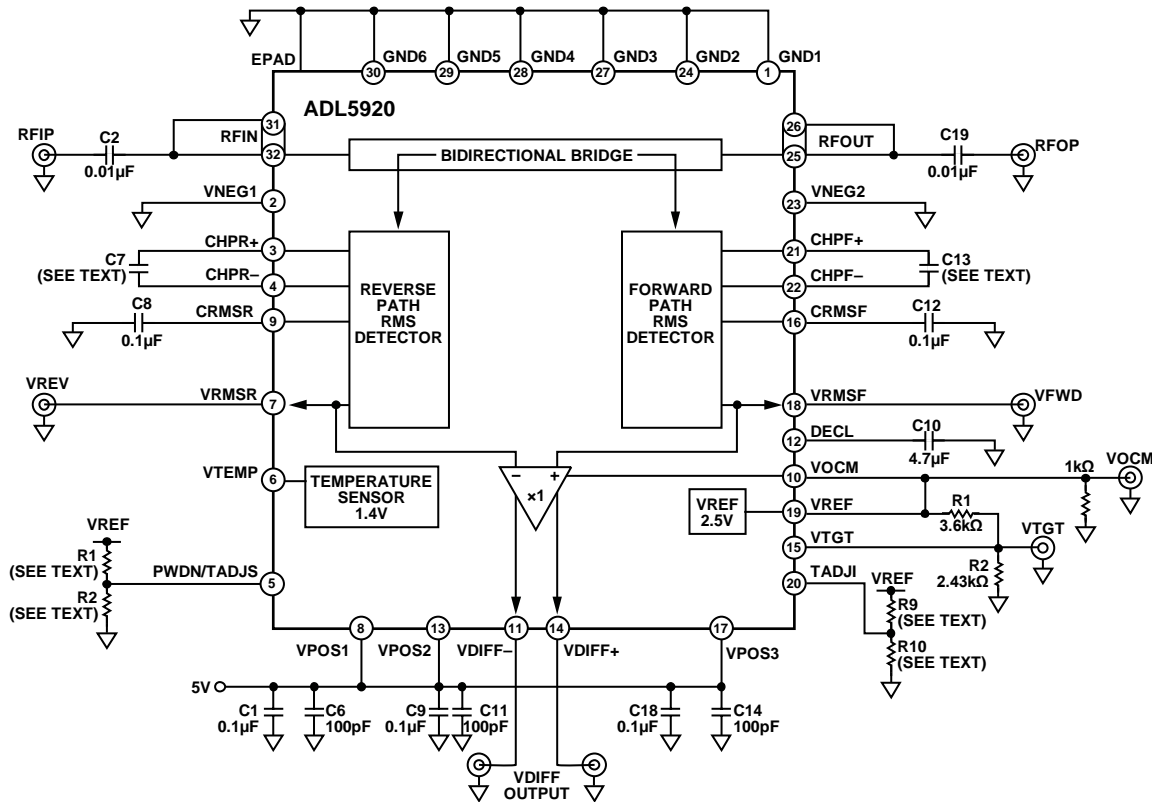 EPAD
GND6
GND5
GND4
GND3
GND2
GND1
30
29
28
27
24
1
ADL5920
RFIP
C2
0.01µF
RFIN
31
32
BIDIRECTIONAL BRIDGE
26
25
RFOUT
C19
0.01µF
RFOP
VNEG1
2
23
VNEG2
CHPR+
3
C7
(SEE TEXT)
CHPR–
4
C8
0.1µF
CRMSR
9
REVERSE
PATH
RMS
DETECTOR
FORWARD
PATH
RMS
DETECTOR
21
CHPF+
22
CHPF–
C13
(SEE TEXT)
16
CRMSF
C12
0.1µF
VREV
VRMSR
7
18
VRMSF
VFWD
12
DECL
C10
4.7µF
VTEMP
6
TEMPERATURE
SENSOR
1.4V
– +
×1
10
VOCM
1kΩ
VOCM
VREF
2.5V
19
VREF
R1
3.6kΩ
15
VTGT
VTGT
R2
2.43kΩ
VREF
R1
(SEE TEXT)
R2
(SEE TEXT)
PWDN/TADJS
5
20
TADJI
VREF
R9
(SEE TEXT)
R10
(SEE TEXT)
8
13
11
14
17
VPOS1
VPOS2
VDIFF–
VDIFF+
VPOS3
5V
C1
0.1µF
C6
100pF
C9
0.1µF
C11
100pF
C18
0.1µF
C14
100pF
VDIFF
OUTPUT